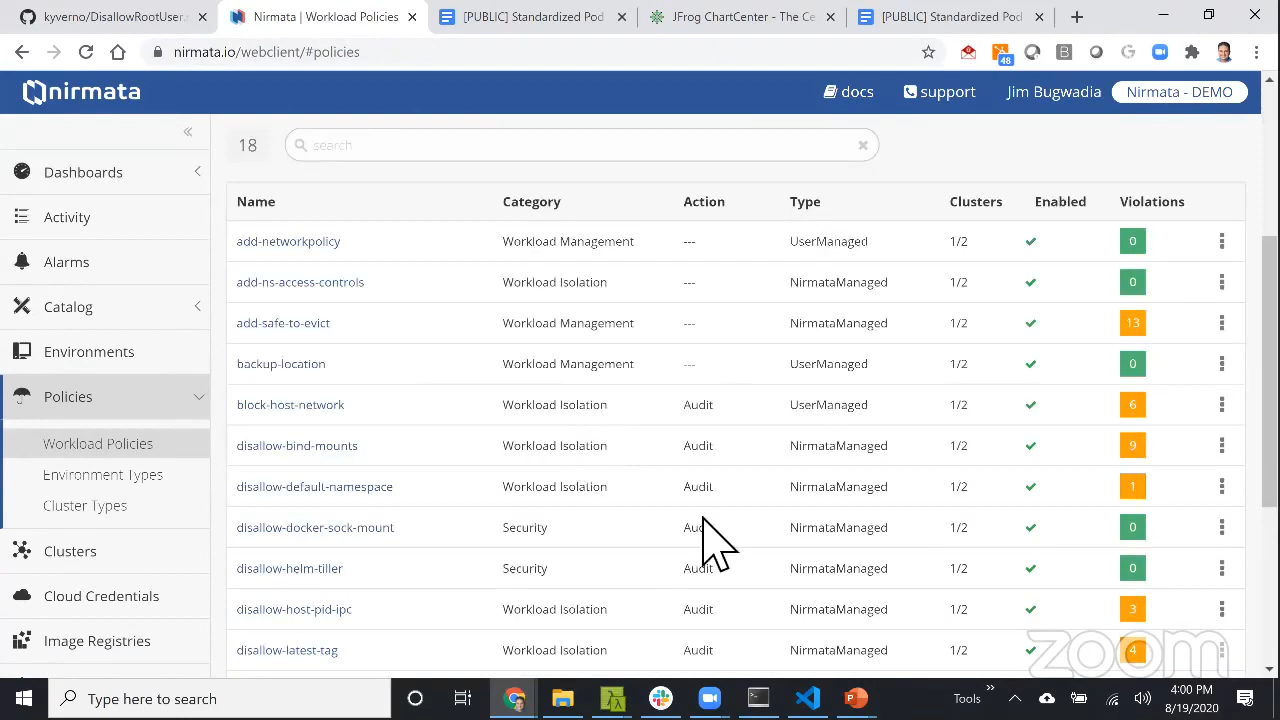 kyverno/DisallowRootUser.
Nirmata | Workload Policies
[PUBLIC] Standardized Pod
JFrog ChartCenter - The Ce
[PUBLIC] Standardized Pod
nirmata.io/webclient/#policies
48
nirmata
docs
support
Jim Bugwadia
Nirmata - DEMO
18
search
Dashboards
Activity
Alarms
Catalog
Environments
Policies
Workload Policies
Environment Types
Cluster Types
Clusters
Cloud Credentials
Image Registries
Name Category Action Type Clusters Enabled Violations
add-networkpolicy Workload Management --- UserManaged 1/2 0
add-ns-access-controls Workload Isolation --- NirmataManaged 1/2 0
add-safe-to-evict Workload Management --- NirmataManaged 1/2 13
backup-location Workload Management --- UserManaged 1/2 0
block-host-network Workload Isolation Audit UserManaged 1/2 6
disallow-bind-mounts Workload Isolation Audit NirmataManaged 1/2 9
disallow-default-namespace Workload Isolation Audit NirmataManaged 1/2 1
disallow-docker-sock-mount Security Audit NirmataManaged 1/2 0
disallow-helm-tiller Security Audit NirmataManaged 1/2 0
disallow-host-pid-ipc Workload Isolation Audit NirmataManaged 1/2 3
disallow-latest-tag Workload Isolation Audit NirmataManaged 1/2 4
zoom
Type here to search
Tools
4:00 PM
8/19/2020